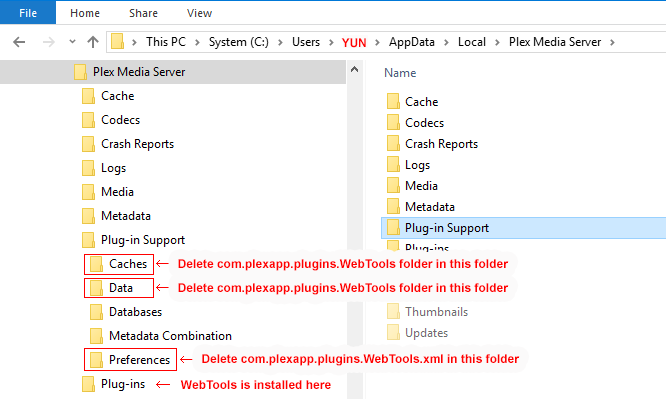 File Home Share View
This PC > System (C:) > Users > YUN > AppData > Local > Plex Media Server >
Plex Media Server
Cache
Codecs
Crash Reports
Logs
Media
Metadata
Plug-in Support
Caches ← Delete com.plexapp.plugins.WebTools folder in this folder
Data ← Delete com.plexapp.plugins.WebTools folder in this folder
Databases
Metadata Combination
Preferences ← Delete com.plexapp.plugins.WebTools.xml in this folder
Plug-ins ← WebTools is installed here
Name
Cache
Codecs
Crash Reports
Logs
Media
Metadata
Plug-in Support
Plug-ins
Thumbnails
Updates